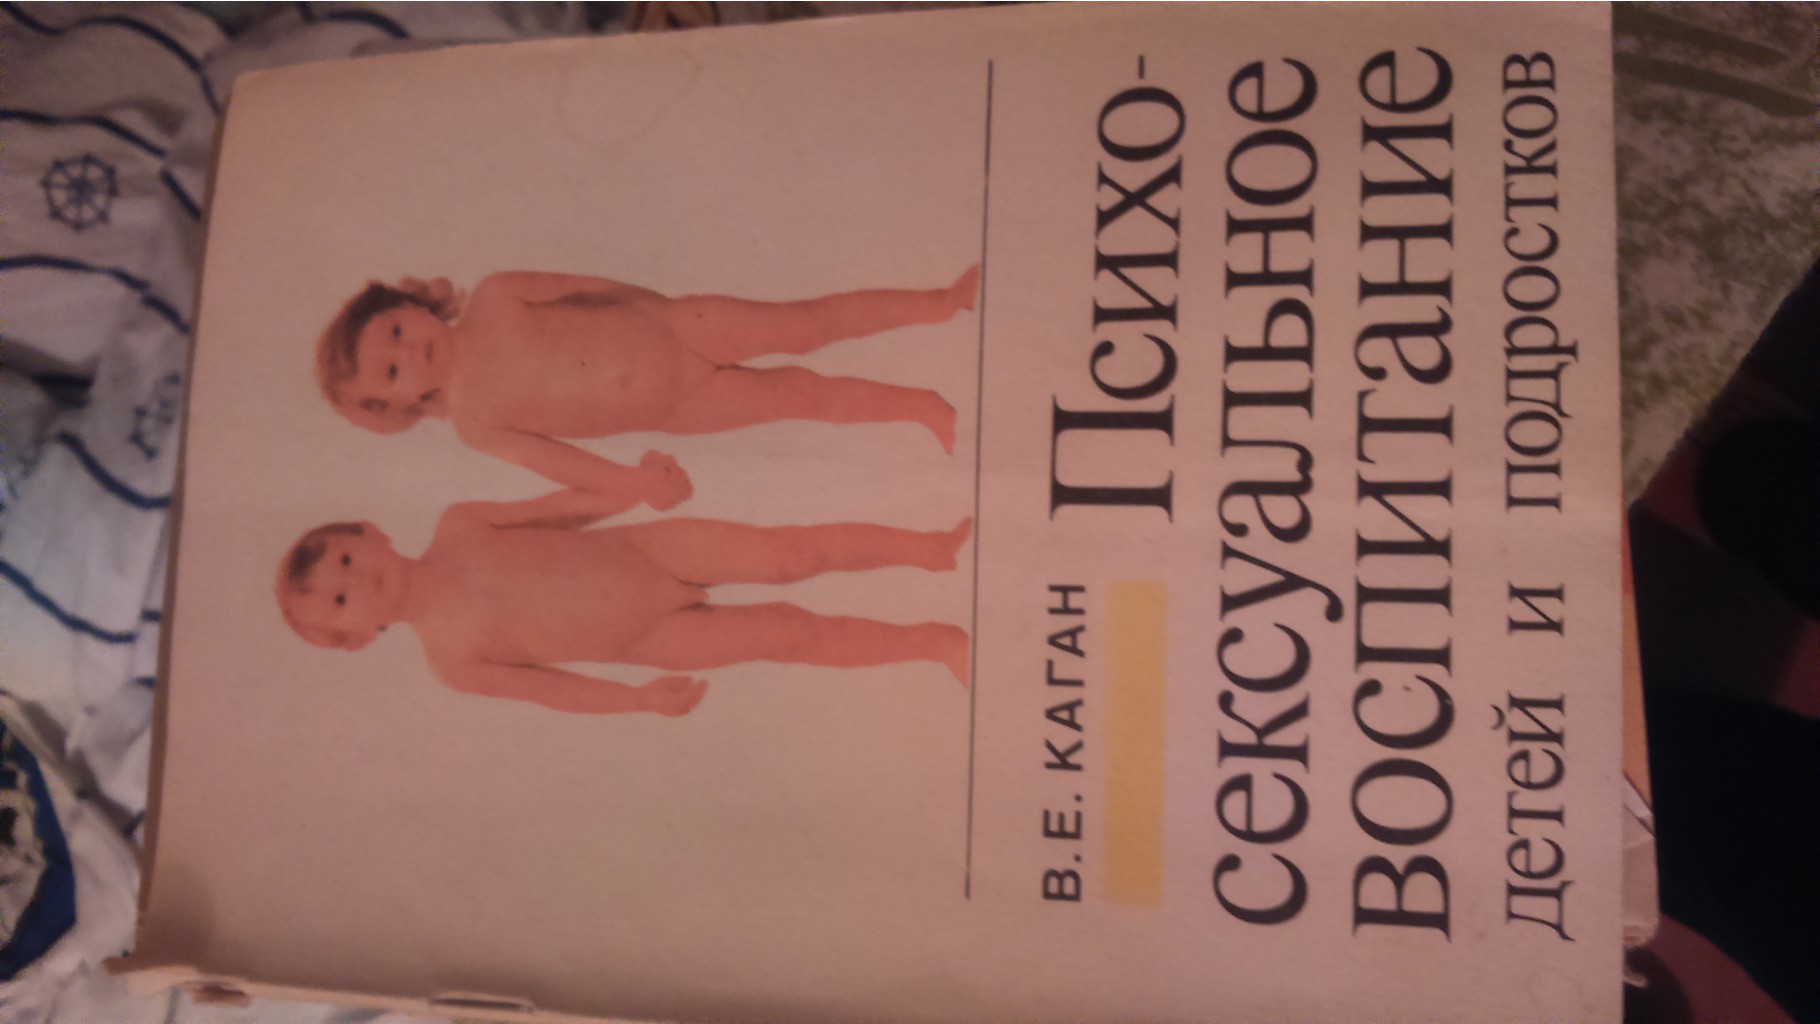 В.Е. КАГАН
Психо-
сексуальное
воспитание
детей и подростков